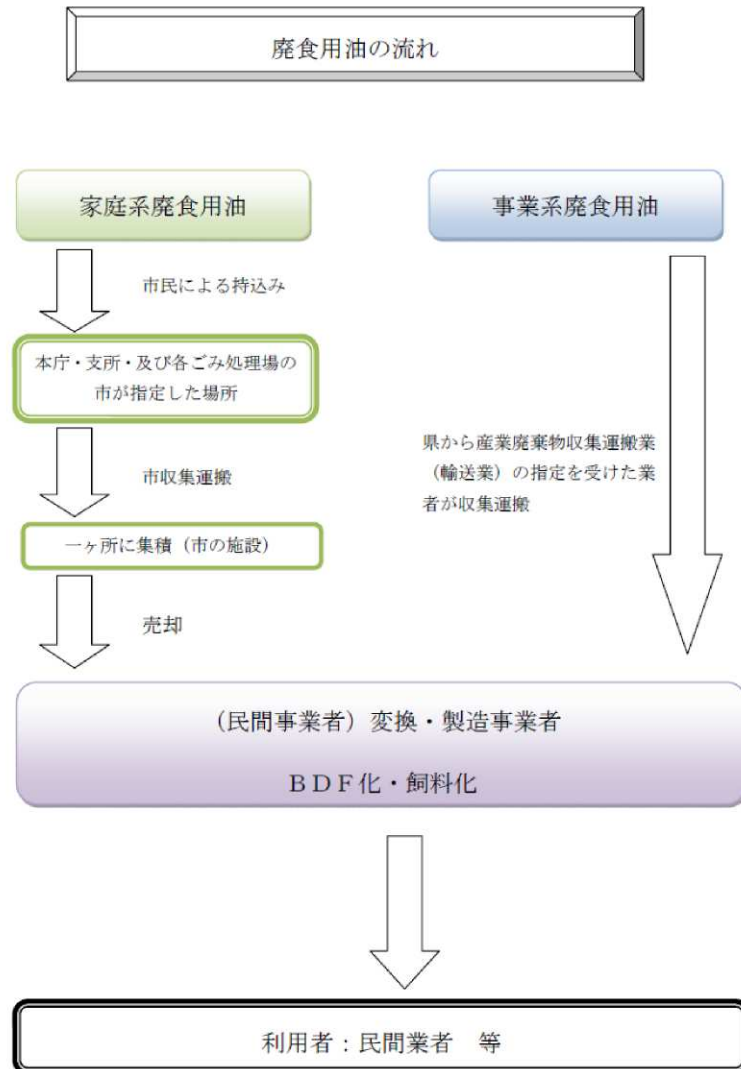 廃食用油の流れ
家庭系廃食用油
事業系廃食用油
市民による持込み
本庁・支所・及び各ごみ処理場の
市が指定した場所
市収集運搬
県から産業廃棄物収集運搬業
（輸送業）の指定を受けた業
者が収集運搬
一ヶ所に集積（市の施設）
売却
（民間事業者）変換・製造事業者
ＢＤＦ化・飼料化
利用者：民間業者　等